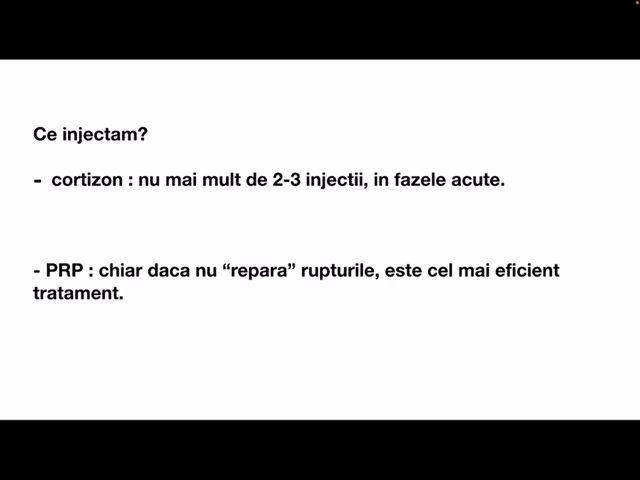 Ce injectam?
- cortizon : nu mai mult de 2-3 injectii, in fazele acute.
- PRP : chiar daca nu “repara” rupturile, este cel mai eficient
tratament.